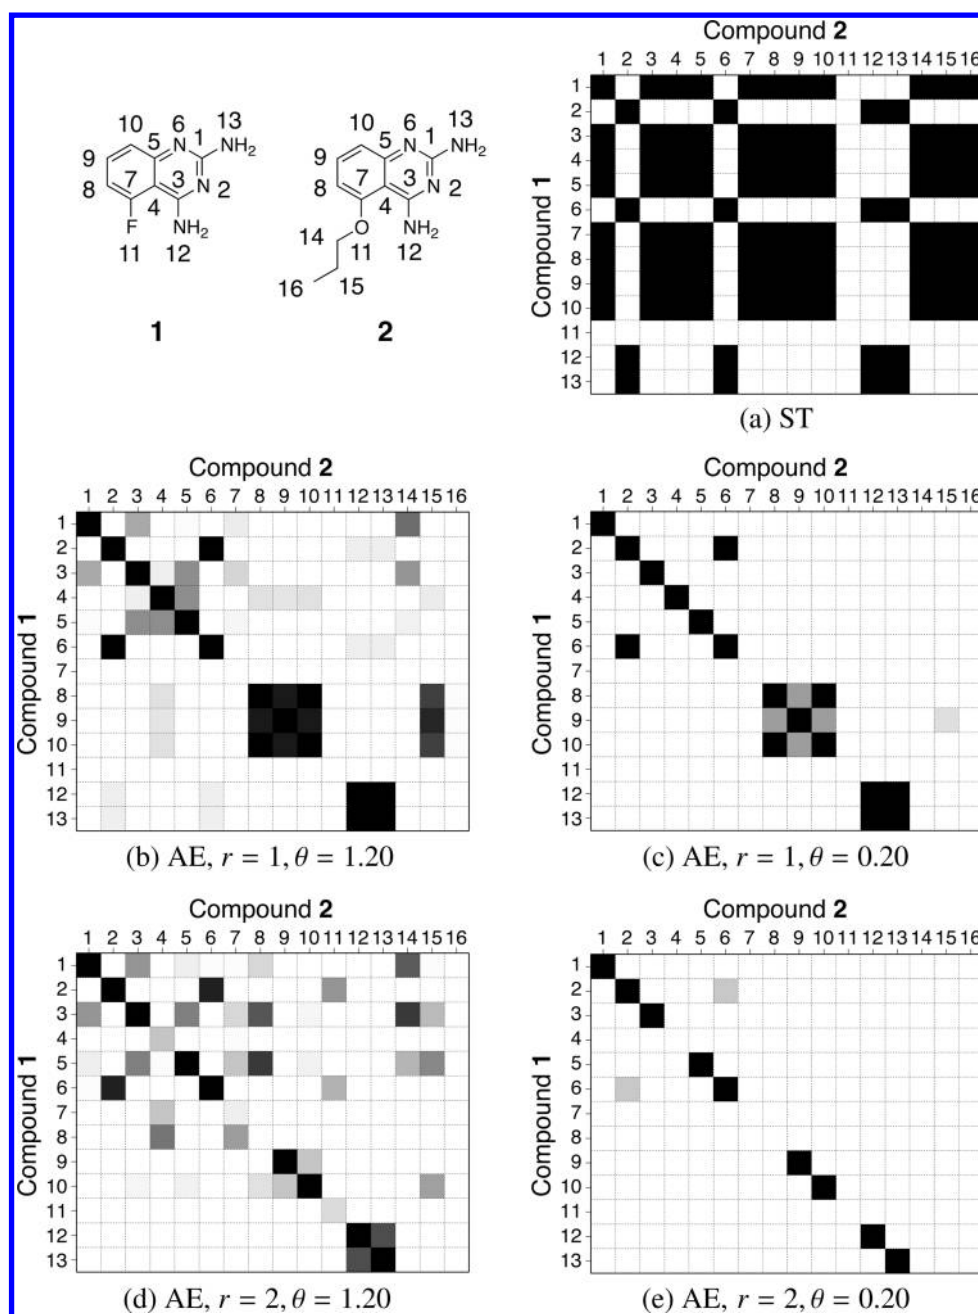 Compound 2
1 2 3 4 5 6 7 8 9 10 11 12 13 14 15 16
Compound 1
1
2
3
4
5
6
7
8
9
10
11
12
13
(a) ST
10 6 13
5 N 1 NH₂
9
7 3 N 2
8
4
F NH₂
11 12
1
10 6 13
5 N 1 NH₂
9
7 3 N 2
8
4
14 O NH₂
11 12
16 15
2
Compound 2
1 2 3 4 5 6 7 8 9 10 11 12 13 14 15 16
Compound 1
1
2
3
4
5
6
7
8
9
10
11
12
13
(b) AE, r = 1, θ = 1.20
Compound 2
1 2 3 4 5 6 7 8 9 10 11 12 13 14 15 16
Compound 1
1
2
3
4
5
6
7
8
9
10
11
12
13
(c) AE, r = 1, θ = 0.20
Compound 2
1 2 3 4 5 6 7 8 9 10 11 12 13 14 15 16
Compound 1
1
2
3
4
5
6
7
8
9
10
11
12
13
(d) AE, r = 2, θ = 1.20
Compound 2
1 2 3 4 5 6 7 8 9 10 11 12 13 14 15 16
Compound 1
1
2
3
4
5
6
7
8
9
10
11
12
13
(e) AE, r = 2, θ = 0.20